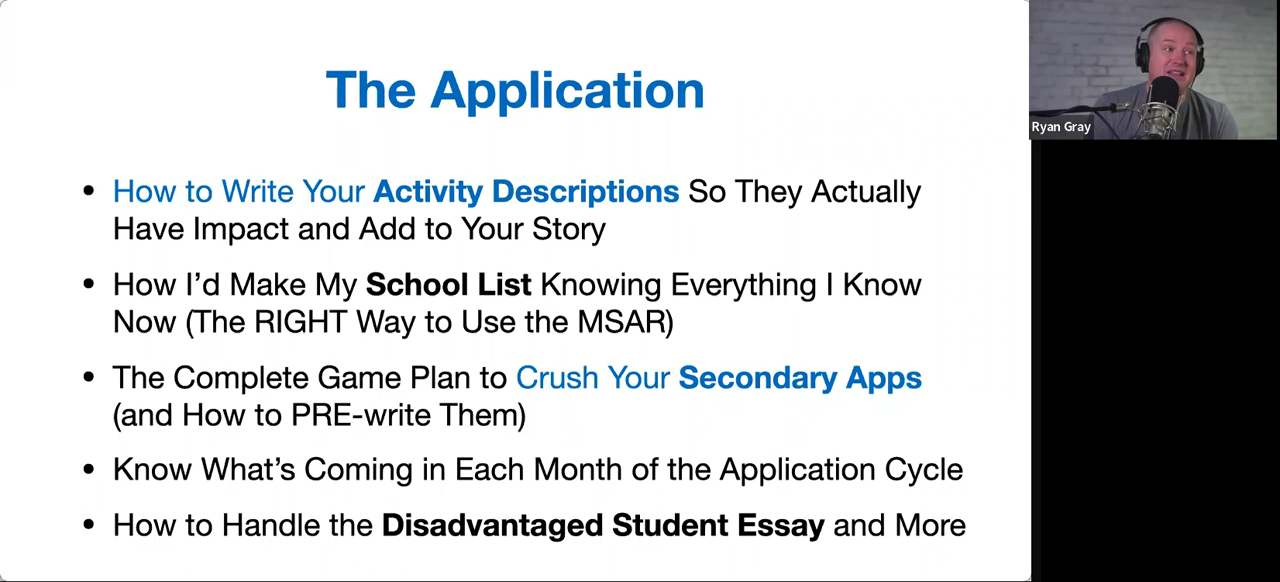 The Application
• How to Write Your Activity Descriptions So They Actually
Have Impact and Add to Your Story
• How I'd Make My School List Knowing Everything I Know
Now (The RIGHT Way to Use the MSAR)
• The Complete Game Plan to Crush Your Secondary Apps
(and How to PRE-write Them)
• Know What's Coming in Each Month of the Application Cycle
• How to Handle the Disadvantaged Student Essay and More
Ryan Gray